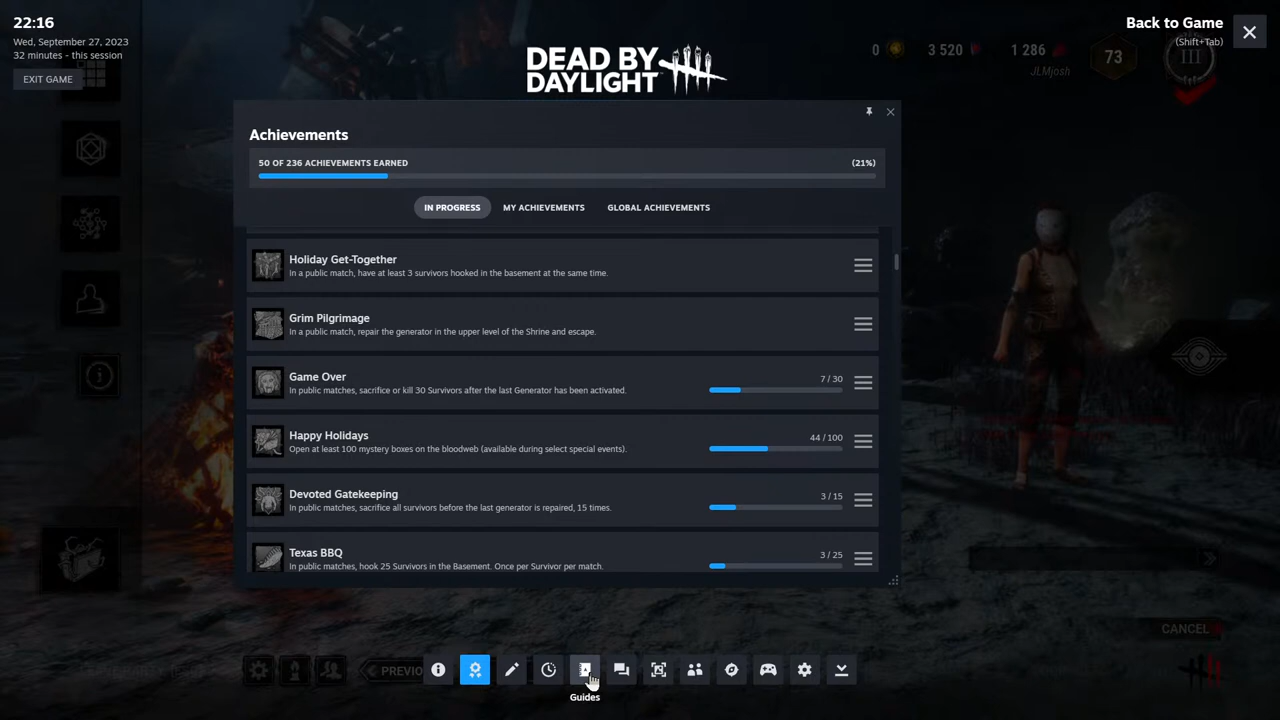 22:16
Wed, September 27, 2023
32 minutes - this session
EXIT GAME
DEAD BY
DAYLIGHT
Back to Game
(Shift+Tab)
0
3 520
1 286
JLMjosh
73
III
Achievements
50 OF 236 ACHIEVEMENTS EARNED
(21%)
IN PROGRESS
MY ACHIEVEMENTS
GLOBAL ACHIEVEMENTS
Holiday Get-Together
In a public match, have at least 3 survivors hooked in the basement at the same time.
Grim Pilgrimage
In a public match, repair the generator in the upper level of the Shrine and escape.
Game Over
In public matches, sacrifice or kill 30 Survivors after the last Generator has been activated.
7 / 30
Happy Holidays
Open at least 100 mystery boxes on the bloodweb (available during select special events).
44 / 100
Devoted Gatekeeping
In public matches, sacrifice all survivors before the last generator is repaired, 15 times.
3 / 15
Texas BBQ
In public matches, hook 25 Survivors in the Basement. Once per Survivor per match.
3 / 25
CANCEL
PREVIO
Guides